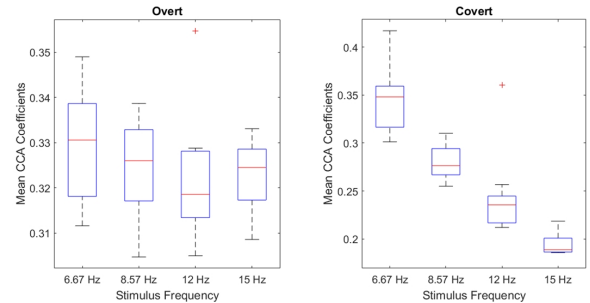 Overt
Mean CCA Coefficients
0.35
0.34
0.33
0.32
0.31
6.67 Hz 8.57 Hz 12 Hz 15 Hz
Stimulus Frequency
Covert
Mean CCA Coefficients
0.4
0.35
0.3
0.25
0.2
6.67 Hz 8.57 Hz 12 Hz 15 Hz
Stimulus Frequency